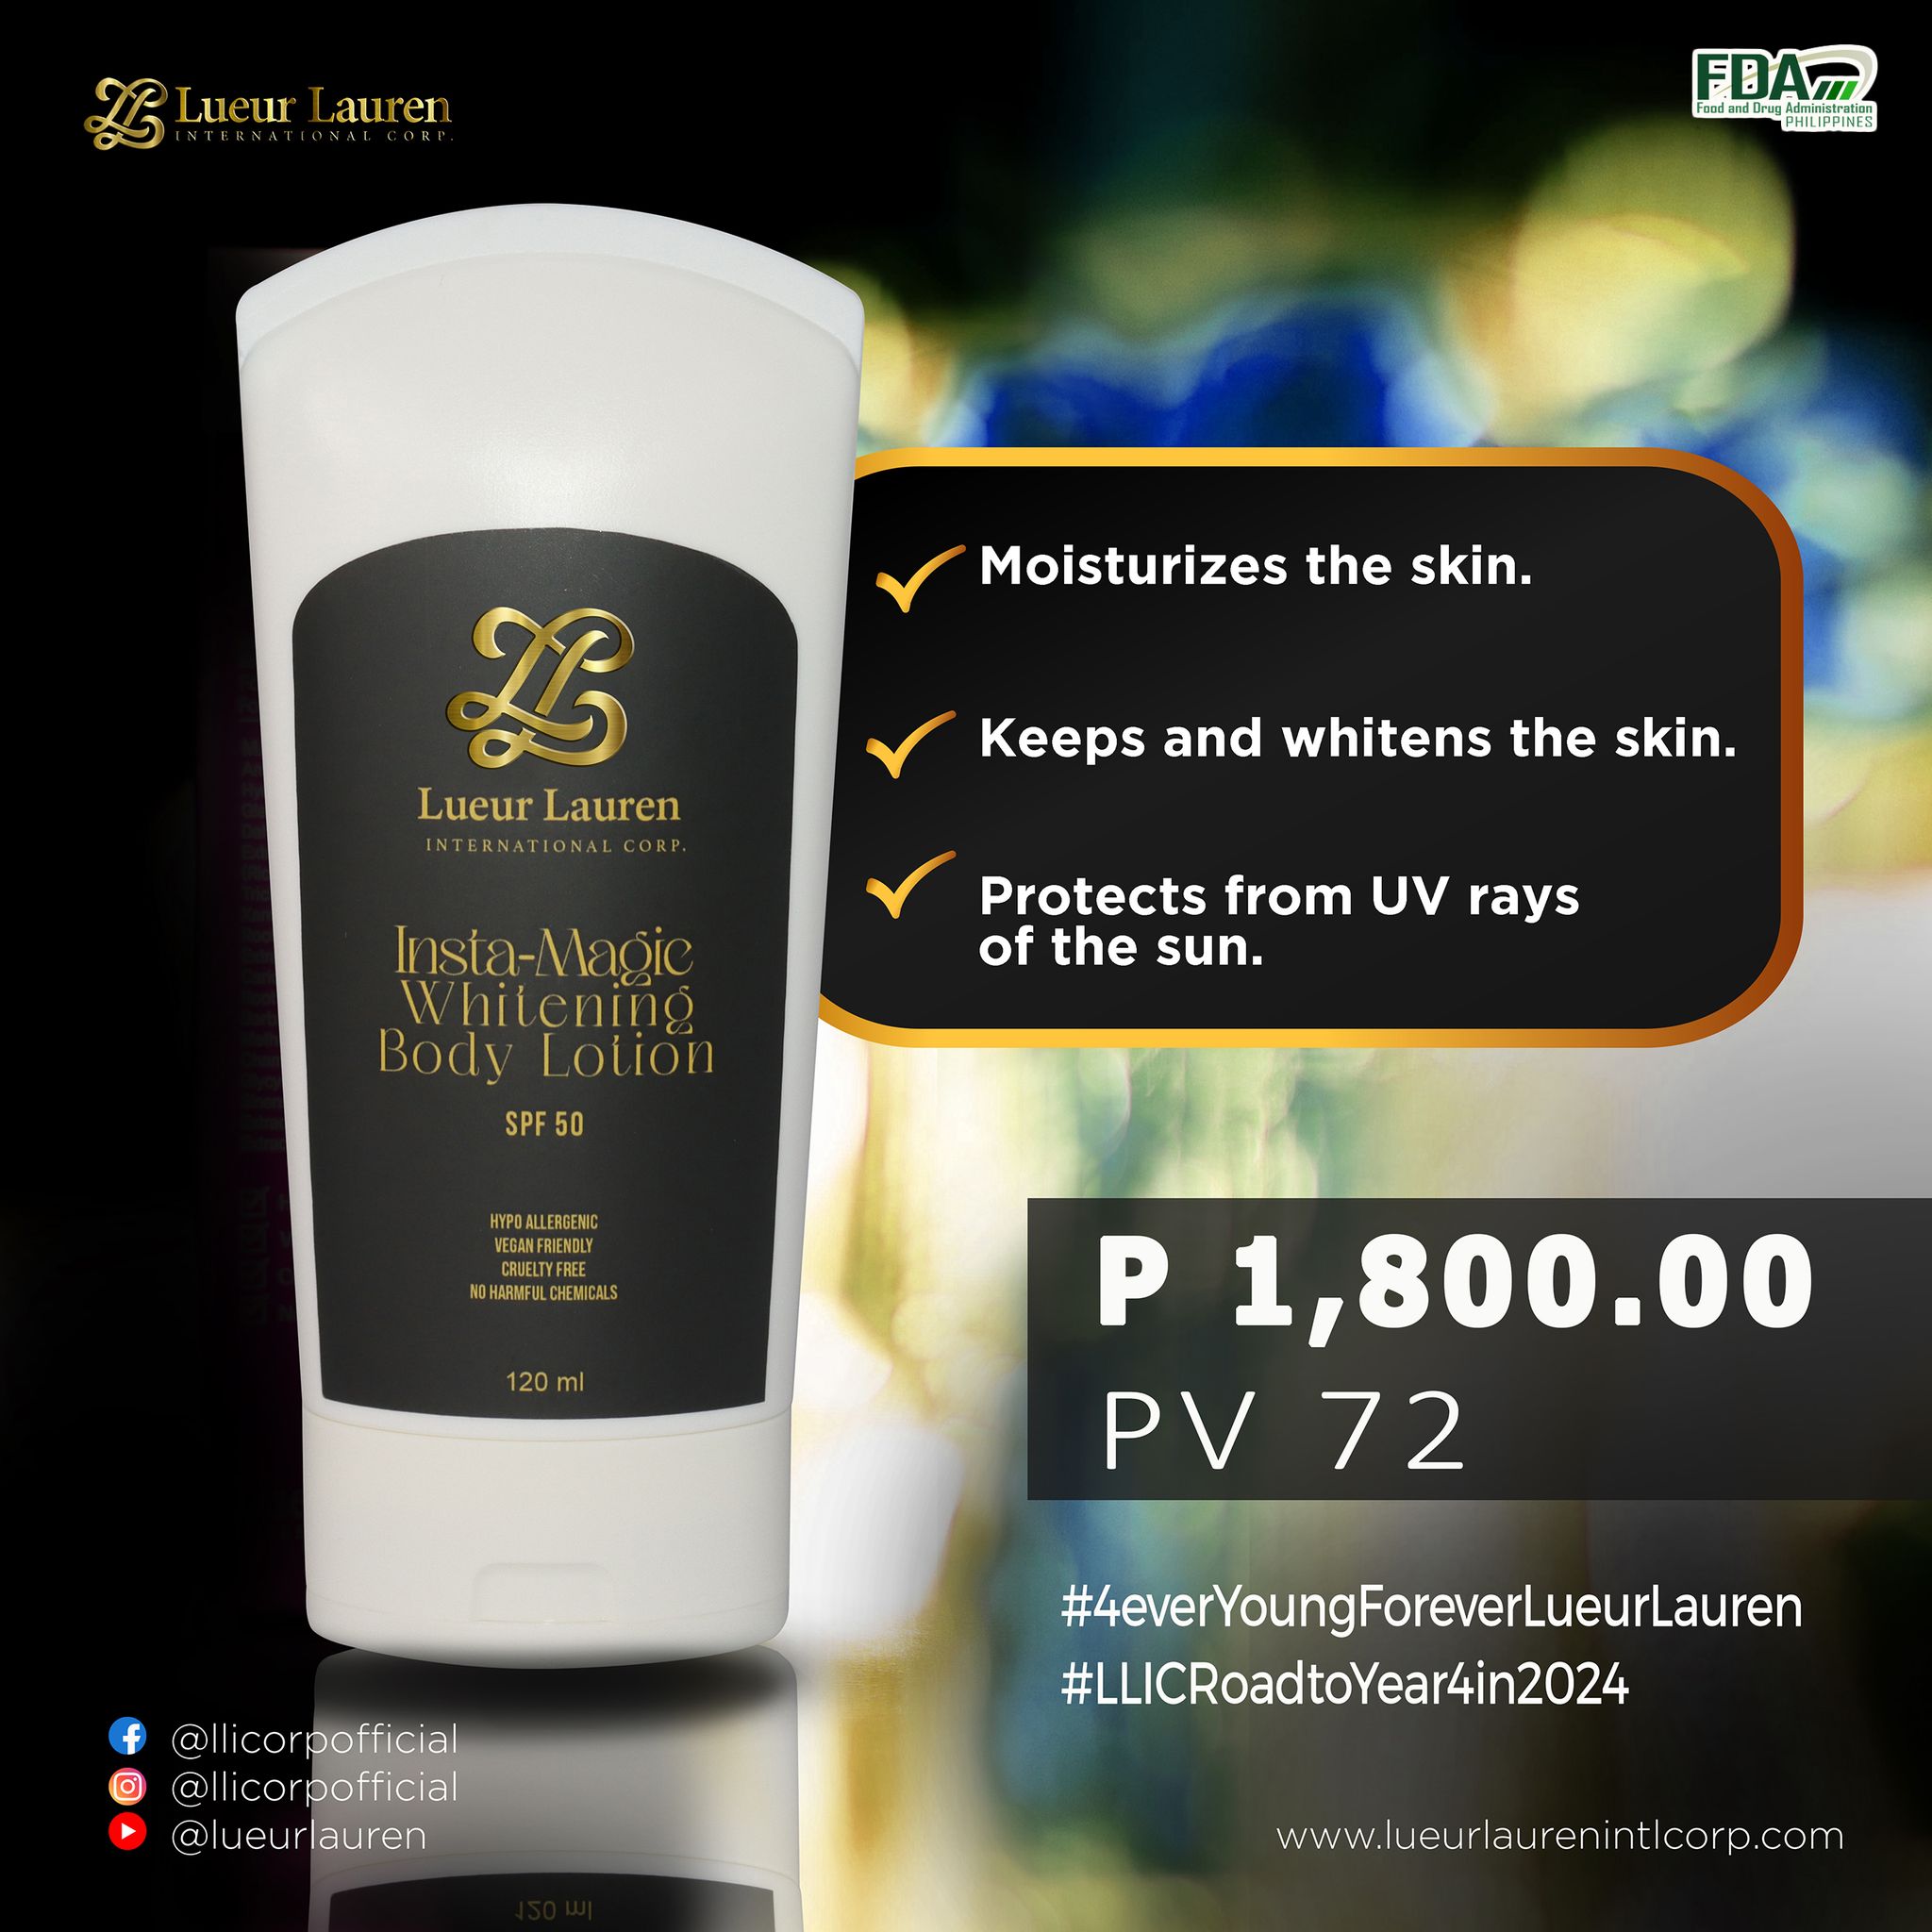 Lueur Lauren
INTERNATIONAL CORP.
FDA
Food and Drug Administration
PHILIPPINES
Moisturizes the skin.
Keeps and whitens the skin.
Protects from UV rays
of the sun.
Lueur Lauren
INTERNATIONAL CORP.
Insta-Magic
Whitening
Body Lotion
SPF 50
HYPO ALLERGENIC
VEGAN FRIENDLY
CRUELTY FREE
NO HARMFUL CHEMICALS
120 ml
P 1,800.00
PV 72
#4everYoungForeverLueurLauren
#LLICRoadtoYear4in2024
@llicorpofficial
@llicorpofficial
@lueurlauren
www.lueurlaurenintlcorp.com
120 ml